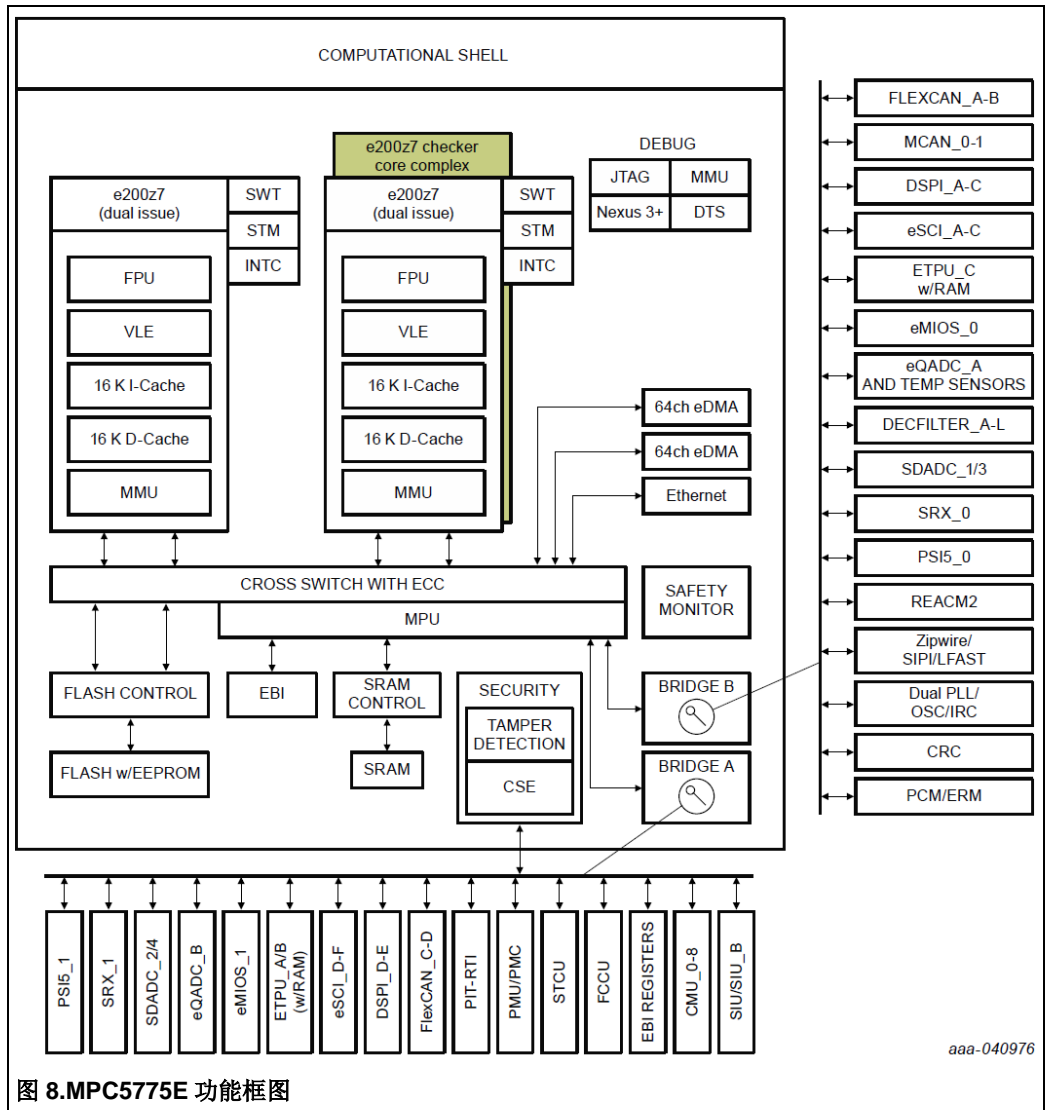 COMPUTATIONAL SHELL
e200z7 checker
core complex
e200z7
(dual issue)
SWT
STM
INTC
FPU
VLE
16 K I-Cache
16 K D-Cache
MMU
e200z7
(dual issue)
SWT
STM
INTC
FPU
VLE
16 K I-Cache
16 K D-Cache
MMU
DEBUG
JTAG
MMU
Nexus 3+
DTS
64ch eDMA
64ch eDMA
Ethernet
CROSS SWITCH WITH ECC
MPU
SAFETY
MONITOR
FLASH CONTROL
EBI
SRAM
CONTROL
SECURITY
TAMPER
DETECTION
CSE
BRIDGE B
BRIDGE A
FLASH w/EEPROM
SRAM
FLEXCAN_A-B
MCAN_0-1
DSPI_A-C
eSCI_A-C
ETPU_C
w/RAM
eMIOS_0
eQADC_A
AND TEMP SENSORS
DECFILTER_A-L
SDADC_1/3
SRX_0
PSI5_0
REACM2
Zipwire/
SIPI/LFAST
Dual PLL/
OSC/IRC
CRC
PCM/ERM
PSI5_1
SRX_1
SDADC_2/4
eQADC_B
eMIOS_1
ETPU_A/B
(w/RAM)
eSCI_D-F
DSPI_D-E
FlexCAN_C-D
PIT-RTI
PMU/PMC
STCU
FCCU
EBI REGISTERS
CMU_0-8
SIU/SIU_B
aaa-040976
图 8.MPC5775E 功能框图